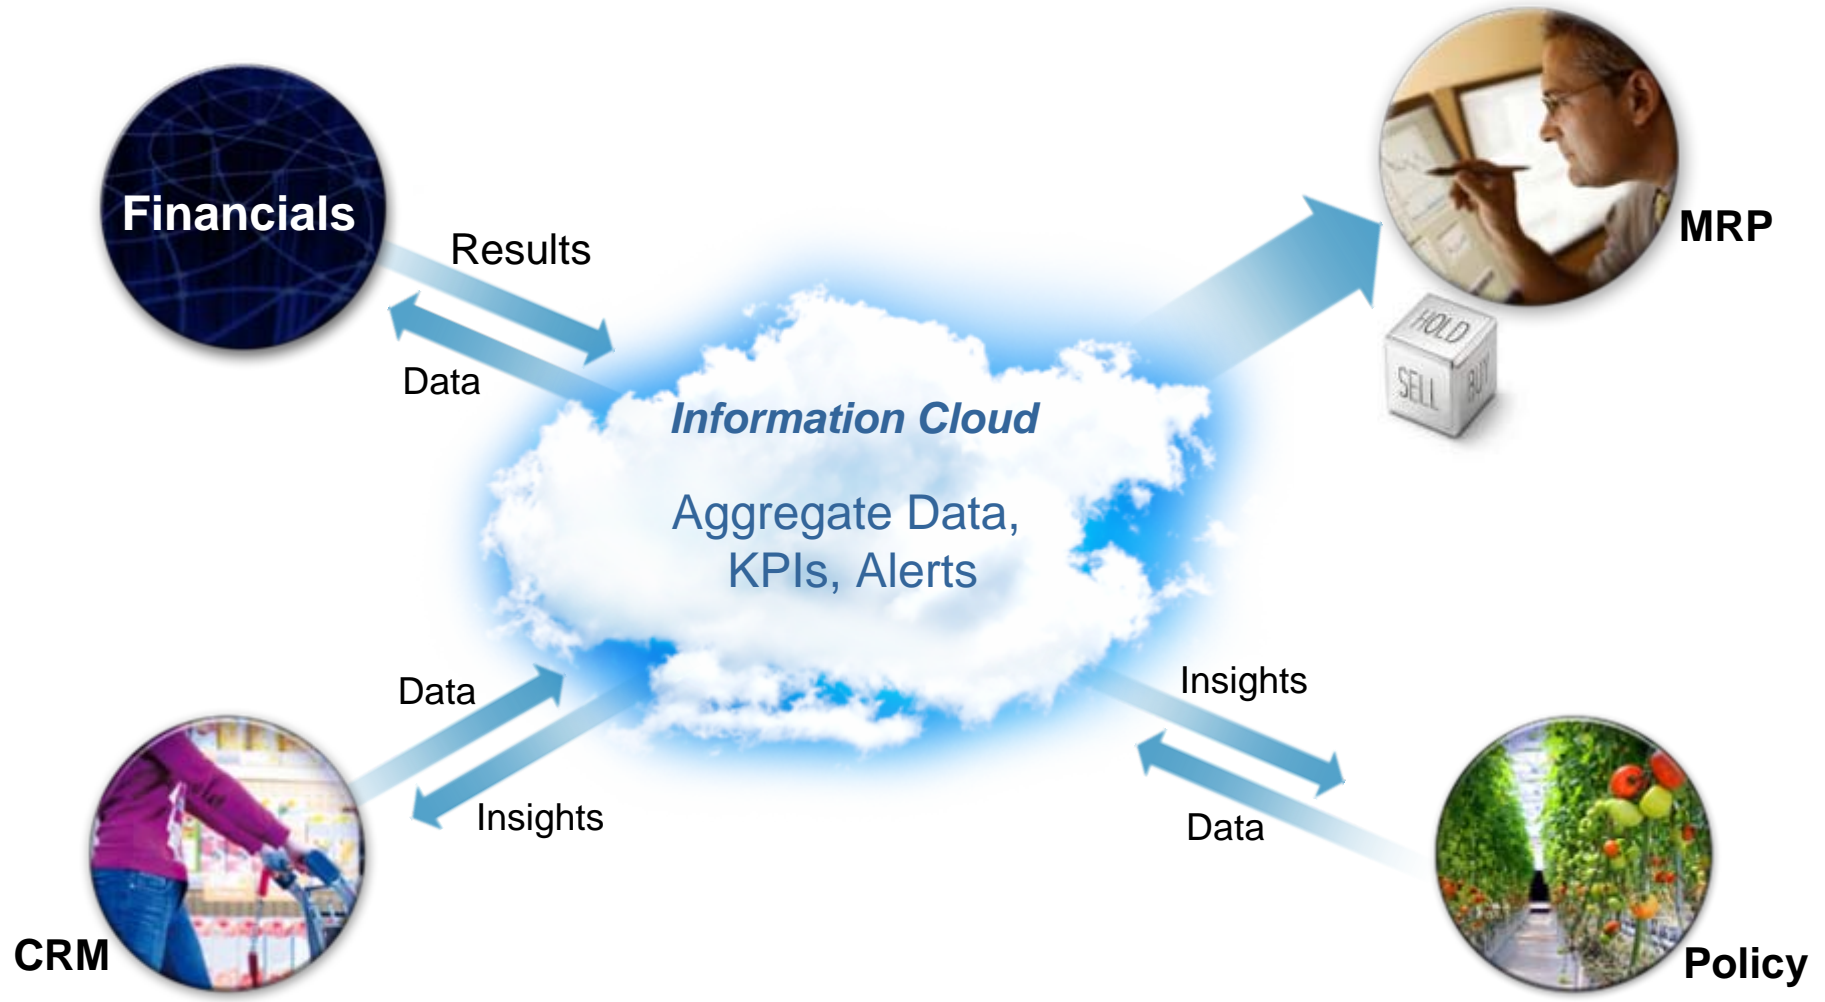 Financials
Results
MRP
HOLD
SELL
BUY
Data
Information Cloud
Aggregate Data,
KPIs, Alerts
Data
Insights
Insights
Data
CRM
Policy